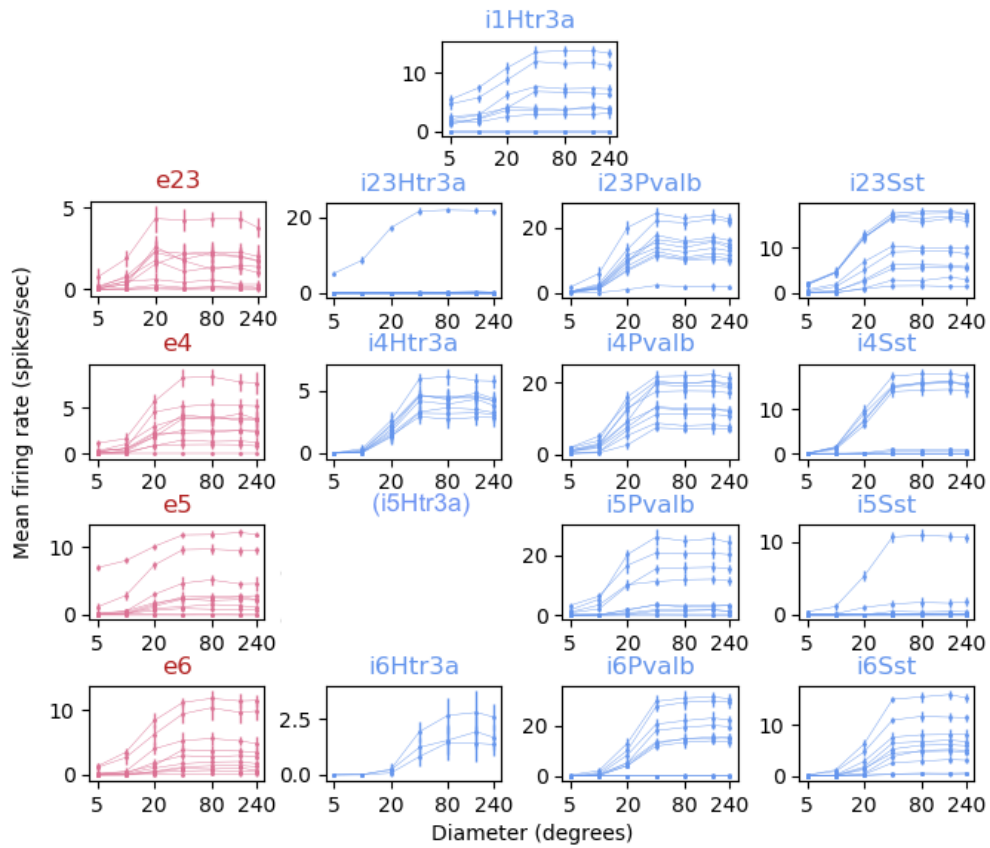 i1Htr3a
10
0
5 20 80 240
e23 i23Htr3a i23Pvalb i23Sst
5 20 20 10
0 0 0 0
5 20 80 240 5 20 80 240 5 20 80 240 5 20 80 240
e4 i4Htr3a i4Pvalb i4Sst
5 5 20 10
0 0 0 0
5 20 80 240 5 20 80 240 5 20 80 240 5 20 80 240
e5 (i5Htr3a) i5Pvalb i5Sst
10 20 10
0 0 0
5 20 80 240 5 20 80 240 5 20 80 240
e6 i6Htr3a i6Pvalb i6Sst
10 2.5 20 10
0 0.0 0 0
5 20 80 240 5 20 80 240 5 20 80 240 5 20 80 240
Mean firing rate (spikes/sec)
Diameter (degrees)